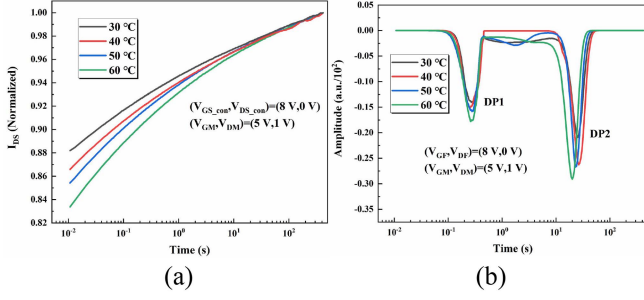 (a)
1.00
0.98
0.96
0.94
0.92
0.90
0.88
0.86
0.84
0.82
I_DS (Normalized)
30 °C
40 °C
50 °C
60 °C
(V_GS_con,V_DS_con)=(8 V,0 V)
(V_GM,V_DM)=(5 V,1 V)
10^-2 10^-1 10^0 10^1 10^2
Time (s)
(a)
(b)
0.00
-0.05
-0.10
-0.15
-0.20
-0.25
-0.30
-0.35
Amplitude (a.u./10^2)
30 °C
40 °C
50 °C
60 °C
DP1
DP2
(V_GF,V_DF)=(8 V,0 V)
(V_GM,V_DM)=(5 V,1 V)
10^-2 10^-1 10^0 10^1 10^2 10^3
Time (s)
(b)